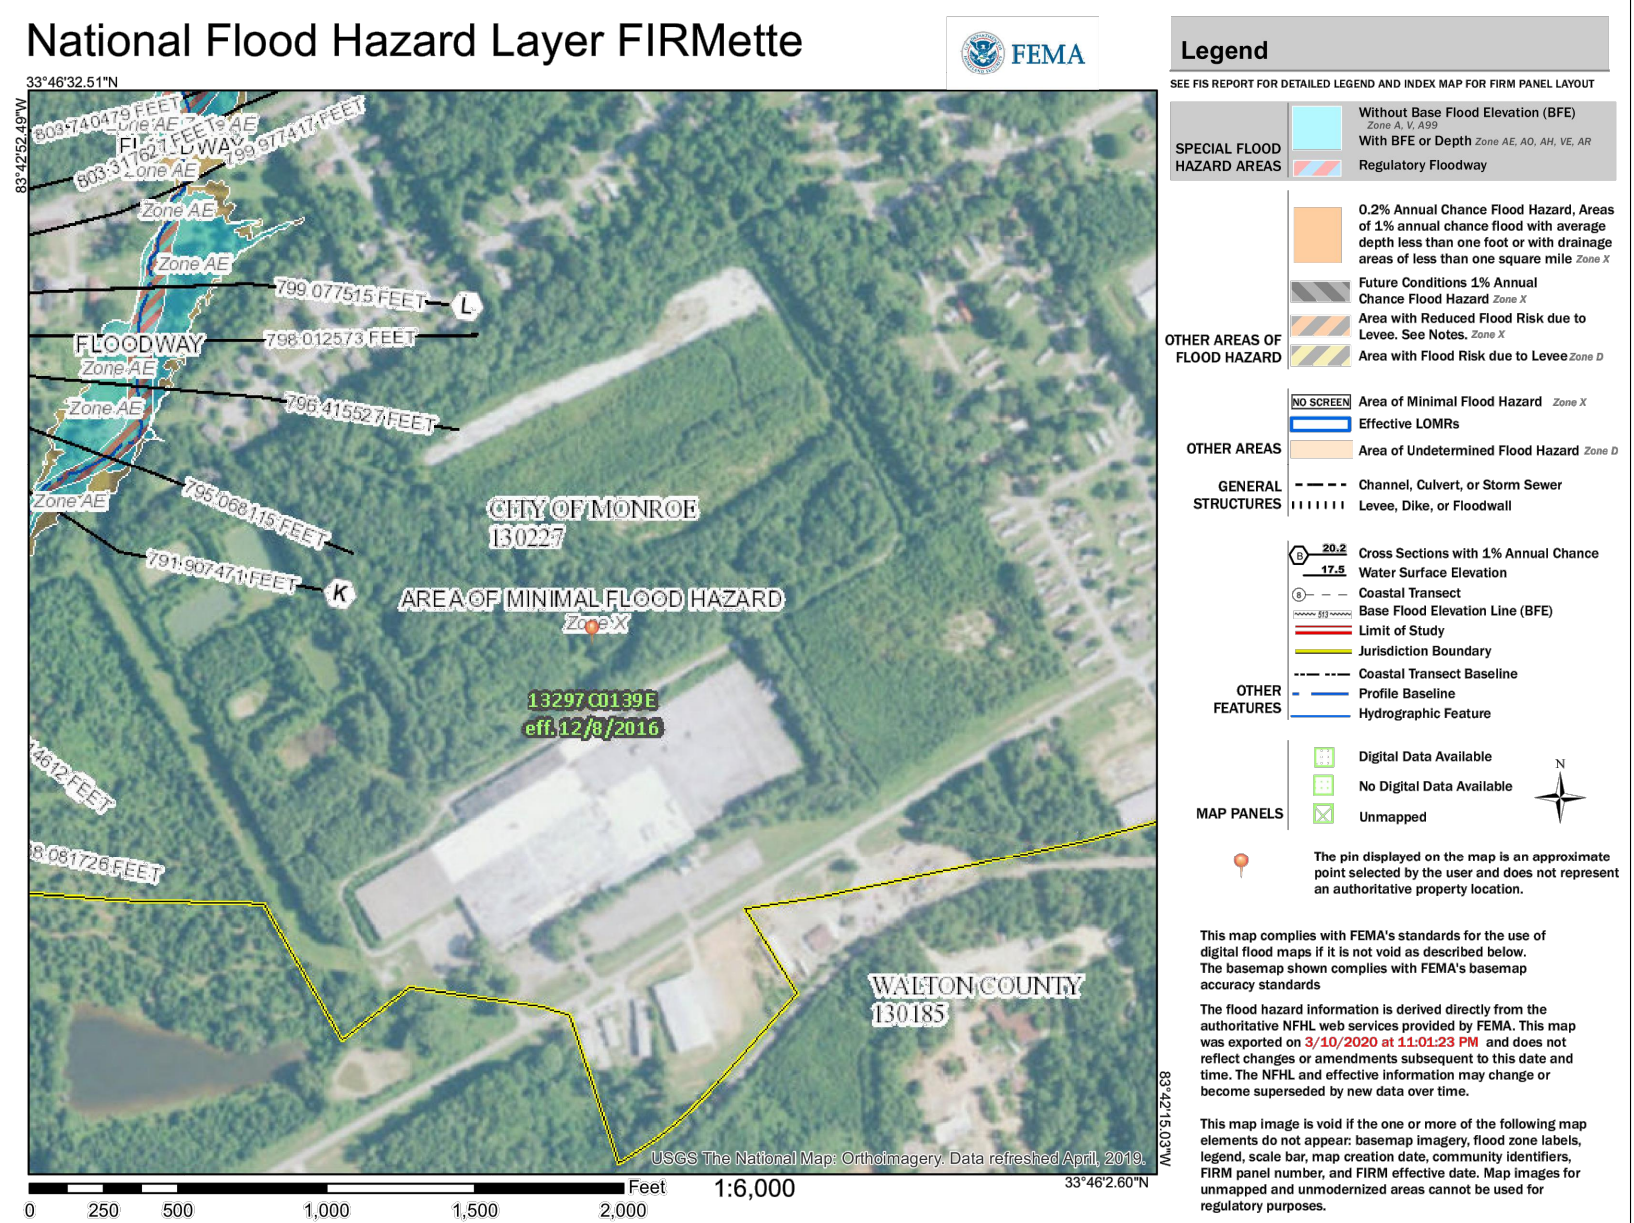 National Flood Hazard Layer FIRMette
FEMA
33°46'32.51"N
83°42'52.49"W
803.740479 FEET
Zone AE
Zone AE
FLOODWAY
803.31762 FEET
799.977417 FEET
Zone AE
Zone AE
Zone AE
799.077515 FEET
L
798.012573 FEET
FLOODWAY
Zone AE
796.415527 FEET
Zone AE
795.068115 FEET
Zone AE
CITY OF MONROE
130227
791.907471 FEET
K
AREA OF MINIMAL FLOOD HAZARD
Zone X
13297C0139E
eff. 12/8/2016
14612 FEET
8.081726 FEET
WALTON COUNTY
130185
USGS The National Map: Orthoimagery. Data refreshed April, 2019.
83°42'15.03"W
33°46'2.60"N
Feet
1:6,000
0 250 500 1,000 1,500 2,000
Legend
SEE FIS REPORT FOR DETAILED LEGEND AND INDEX MAP FOR FIRM PANEL LAYOUT
SPECIAL FLOOD
HAZARD AREAS
Without Base Flood Elevation (BFE)
Zone A, V, A99
With BFE or Depth Zone AE, AO, AH, VE, AR
Regulatory Floodway
0.2% Annual Chance Flood Hazard, Areas
of 1% annual chance flood with average
depth less than one foot or with drainage
areas of less than one square mile Zone X
Future Conditions 1% Annual
Chance Flood Hazard Zone X
Area with Reduced Flood Risk due to
Levee. See Notes. Zone X
Area with Flood Risk due to Levee Zone D
OTHER AREAS OF
FLOOD HAZARD
NO SCREEN Area of Minimal Flood Hazard Zone X
Effective LOMRs
OTHER AREAS
Area of Undetermined Flood Hazard Zone D
GENERAL
STRUCTURES
Channel, Culvert, or Storm Sewer
Levee, Dike, or Floodwall
B 20.2 Cross Sections with 1% Annual Chance
17.5 Water Surface Elevation
8 Coastal Transect
513 Base Flood Elevation Line (BFE)
Limit of Study
Jurisdiction Boundary
Coastal Transect Baseline
OTHER
FEATURES
Profile Baseline
Hydrographic Feature
Digital Data Available
No Digital Data Available
Unmapped
MAP PANELS
N
The pin displayed on the map is an approximate
point selected by the user and does not represent
an authoritative property location.
This map complies with FEMA's standards for the use of
digital flood maps if it is not void as described below.
The basemap shown complies with FEMA's basemap
accuracy standards
The flood hazard information is derived directly from the
authoritative NFHL web services provided by FEMA. This map
was exported on 3/10/2020 at 11:01:23 PM and does not
reflect changes or amendments subsequent to this date and
time. The NFHL and effective information may change or
become superseded by new data over time.
This map image is void if the one or more of the following map
elements do not appear: basemap imagery, flood zone labels,
legend, scale bar, map creation date, community identifiers,
FIRM panel number, and FIRM effective date. Map images for
unmapped and unmodernized areas cannot be used for
regulatory purposes.